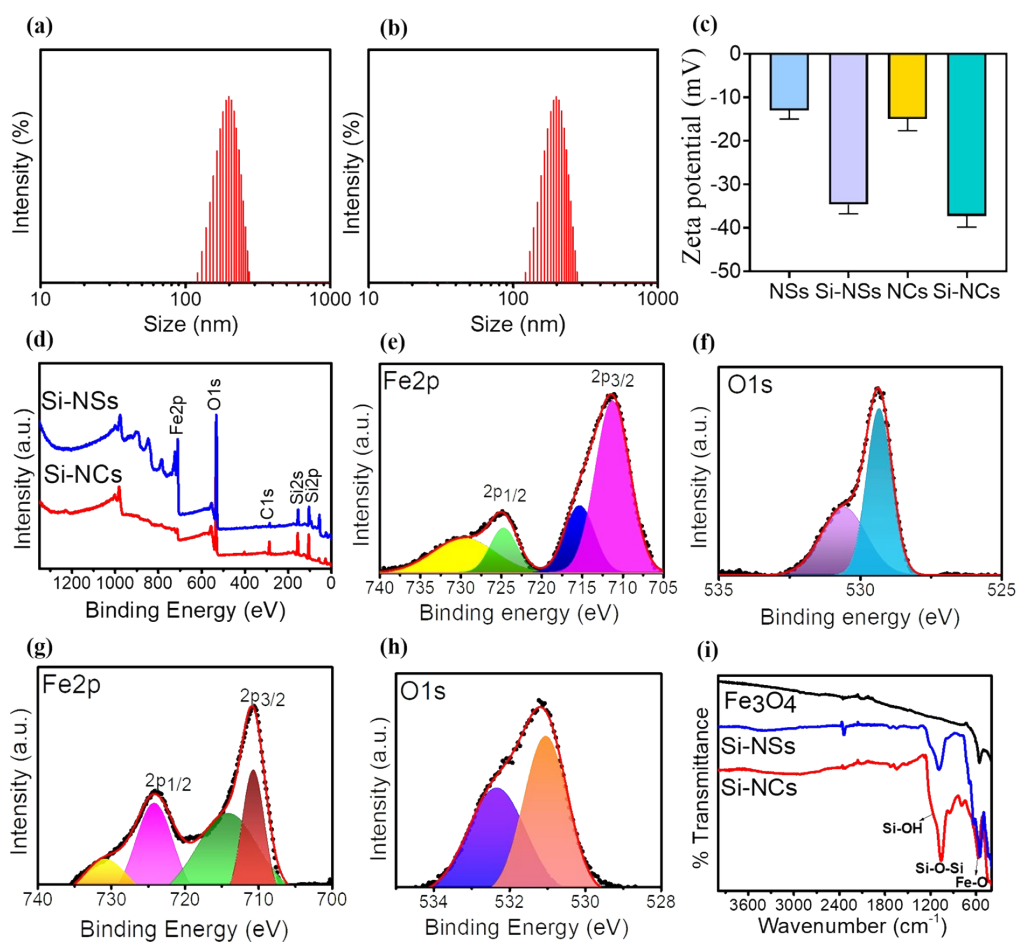 (a)
Intensity (%)
10 100 1000
Size (nm)
(b)
Intensity (%)
10 100 1000
Size (nm)
(c)
Zeta potential (mV)
0
-10
-20
-30
-40
-50
NSs Si-NSs NCs Si-NCs
(d)
Intensity (a.u.)
Si-NSs
Si-NCs
Fe2p
O1s
C1s
Si2s
Si2p
1200 1000 800 600 400 200 0
Binding Energy (eV)
(e)
Fe2p
Intensity (a.u.)
2p1/2
2p3/2
740 735 730 725 720 715 710 705
Binding energy (eV)
(f)
O1s
Intensity (a.u.)
535 530 525
Binding energy (eV)
(g)
Fe2p
Intensity (a.u.)
2p1/2
2p3/2
740 730 720 710 700
Binding Energy (eV)
(h)
O1s
Intensity (a.u.)
534 532 530 528
Binding Energy (eV)
(i)
% Transmittance
Fe3O4
Si-NSs
Si-NCs
Si-OH
Si-O-Si
Fe-O
3600 3000 2400 1800 1200 600
Wavenumber (cm-1)